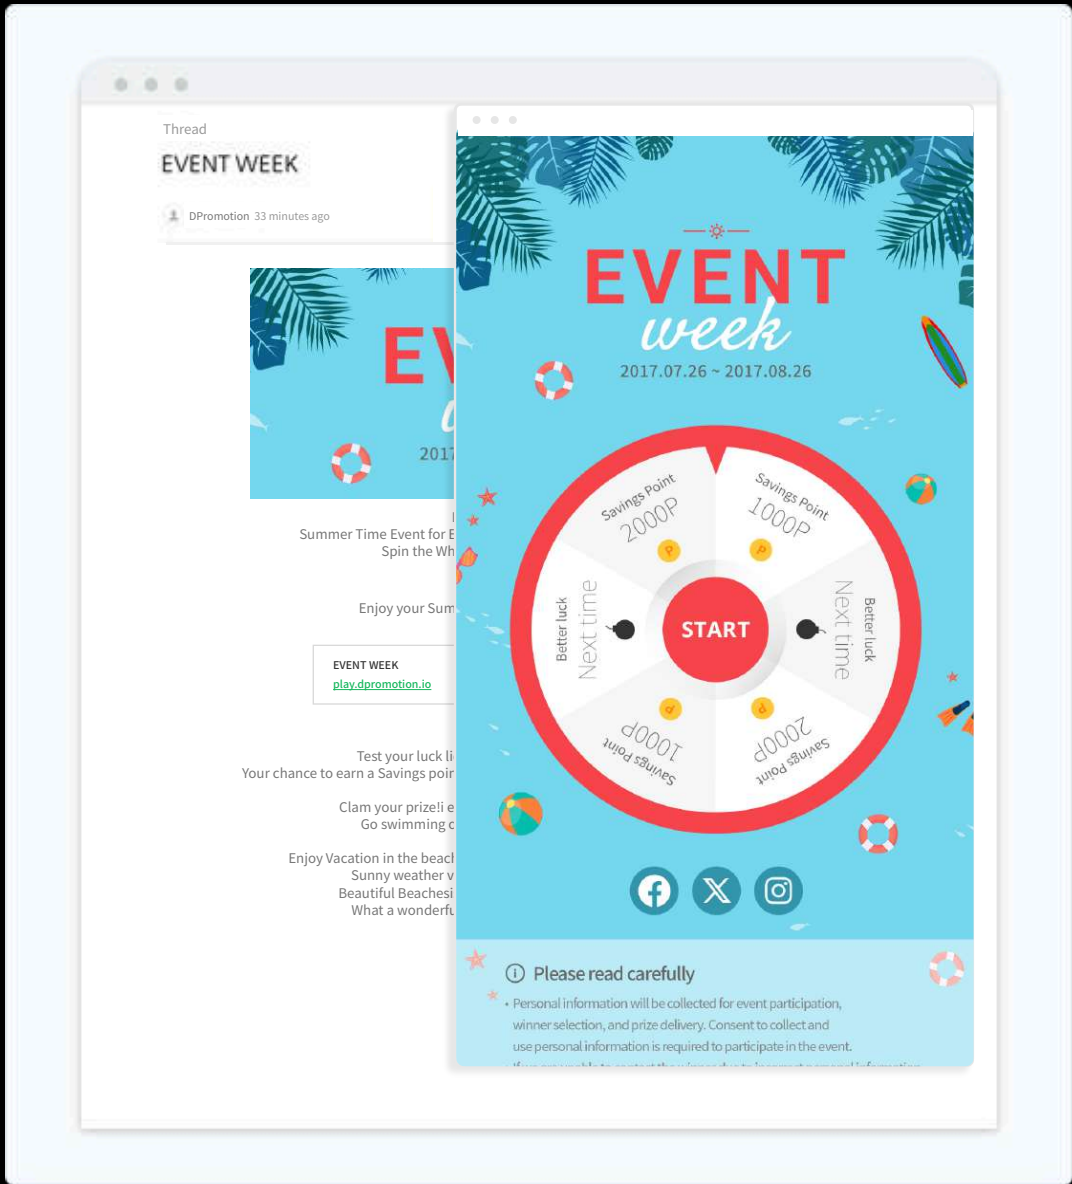 Thread
EVENT WEEK
DPromotion 33 minutes ago
EV
2017
Summer Time Event for E
Spin the Wh
Enjoy your Sum
EVENT WEEK
play.dpromotion.io
Test your luck li
Your chance to earn a Savings poin
Clam your prize!i e
Go swimming c
Enjoy Vacation in the beach
Sunny weather v
Beautiful Beachesi
What a wonderfu
EVENT
week
2017.07.26 ~ 2017.08.26
Savings Point
2000P
Savings Point
1000P
Better luck
Next time
Better luck
Next time
START
Savings Point
1000P
Savings Point
2000P
Please read carefully
• Personal information will be collected for event participation,
winner selection, and prize delivery. Consent to collect and
use personal information is required to participate in the event.